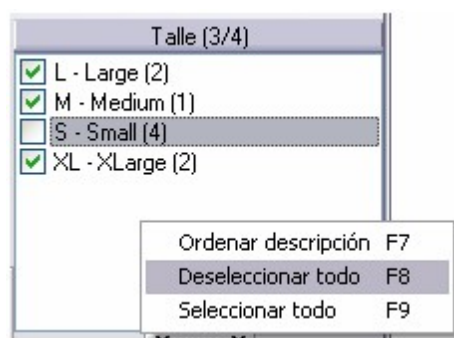 Talle (3/4)
L - Large (2)
M - Medium (1)
S - Small (4)
XL - XLarge (2)
Ordenar descripción F7
Deseleccionar todo F8
Seleccionar todo F9